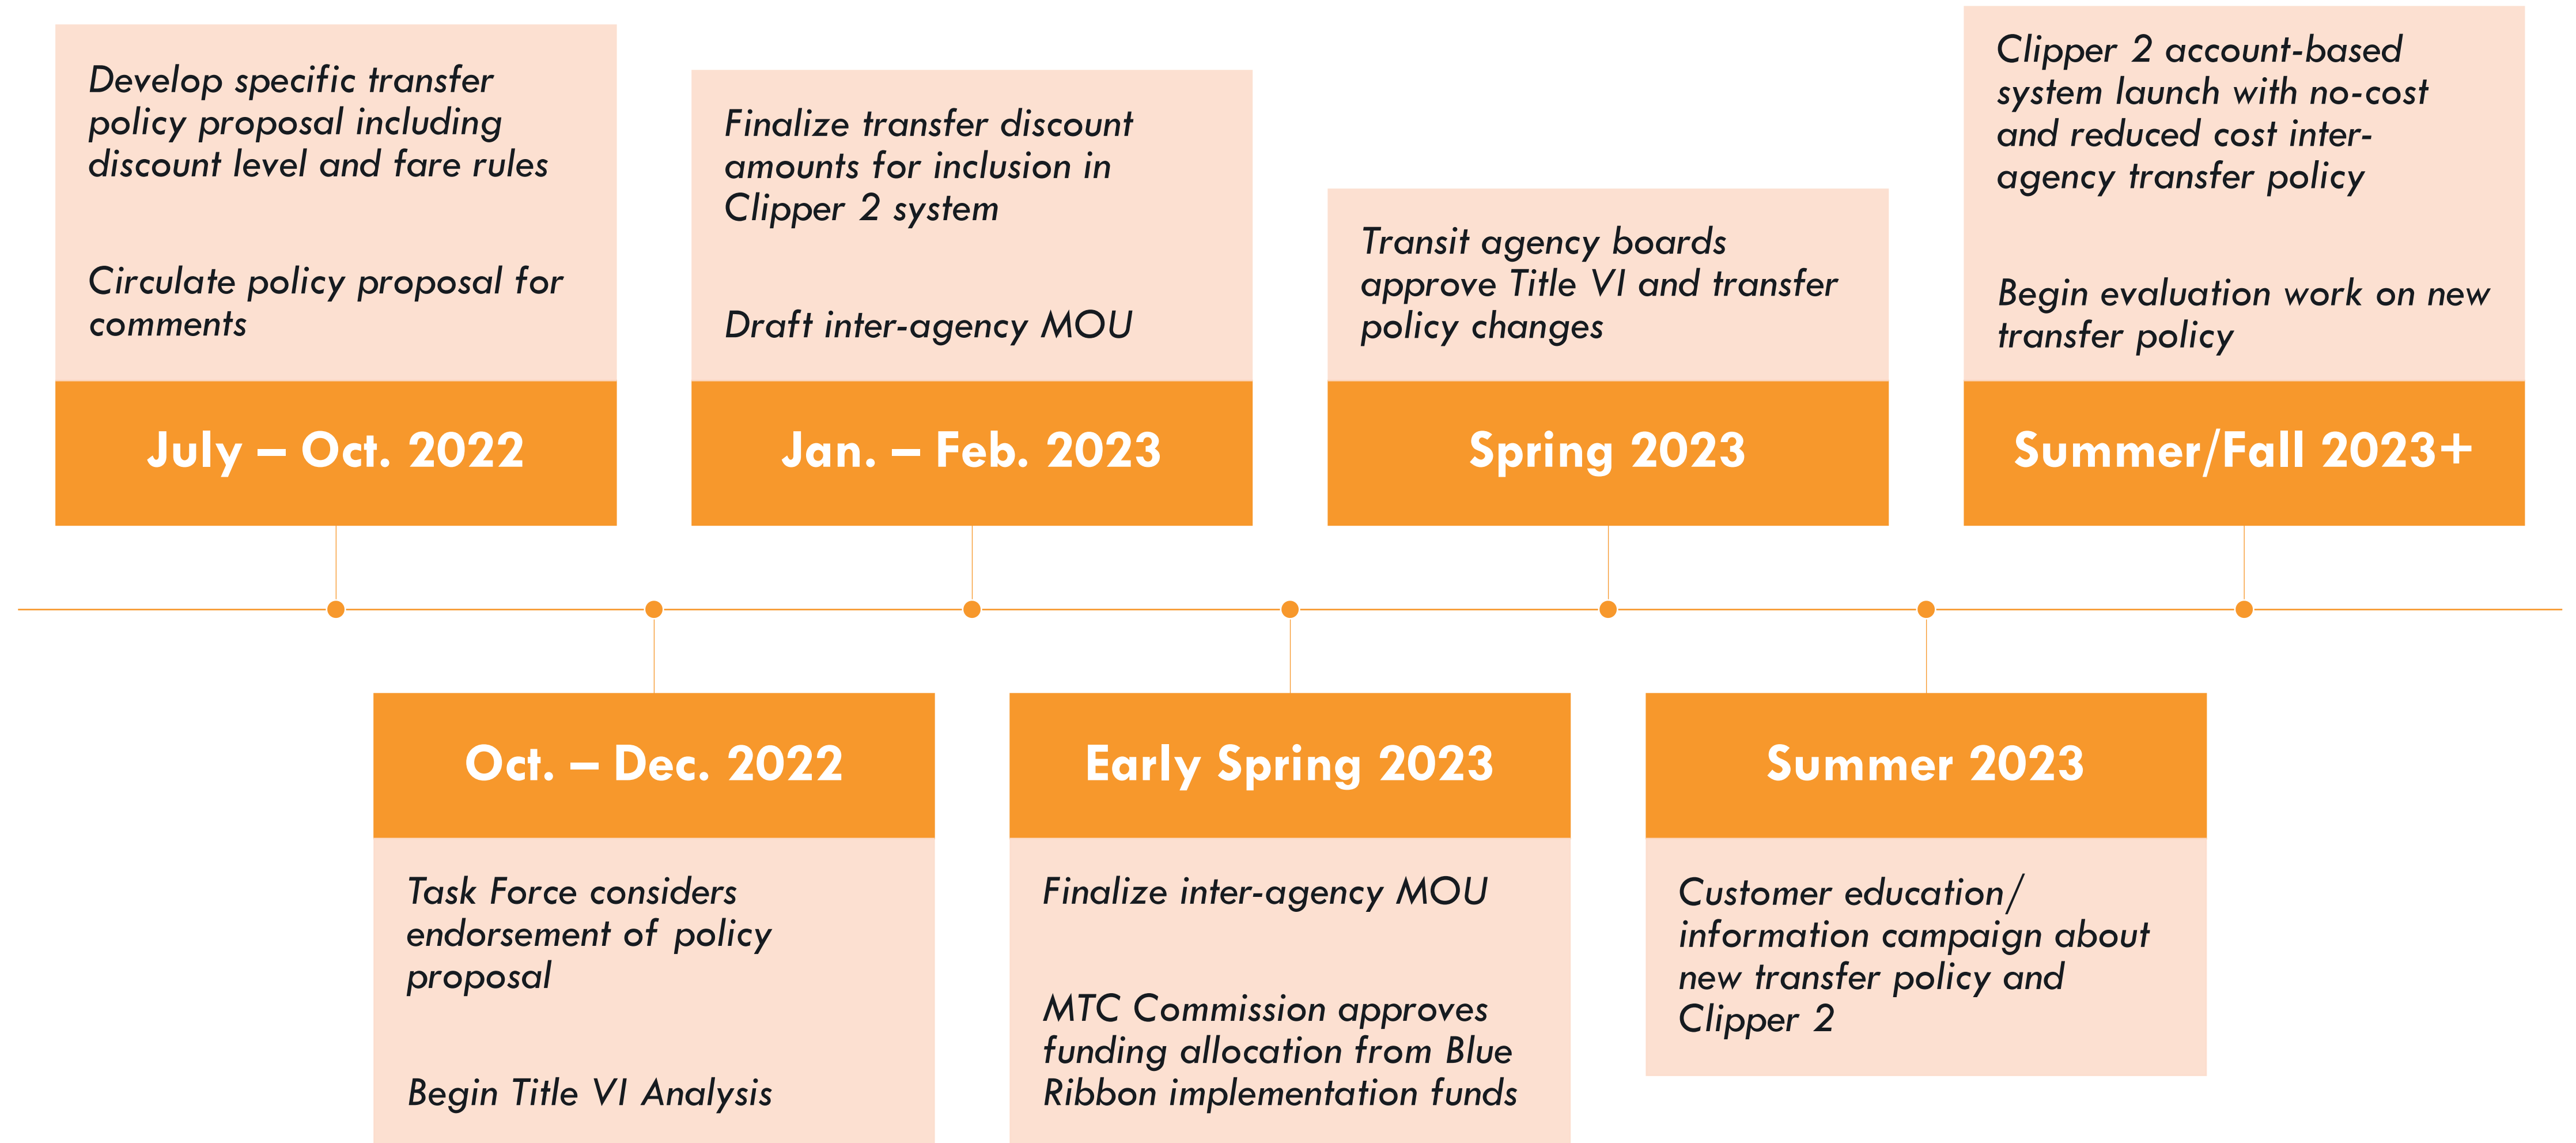 Develop specific transfer
policy proposal including
discount level and fare rules
Circulate policy proposal for
comments
July – Oct. 2022
Finalize transfer discount
amounts for inclusion in
Clipper 2 system
Draft inter-agency MOU
Jan. – Feb. 2023
Transit agency boards
approve Title VI and transfer
policy changes
Spring 2023
Clipper 2 account-based
system launch with no-cost
and reduced cost inter-
agency transfer policy
Begin evaluation work on new
transfer policy
Summer/Fall 2023+
Oct. – Dec. 2022
Task Force considers
endorsement of policy
proposal
Begin Title VI Analysis
Early Spring 2023
Finalize inter-agency MOU
MTC Commission approves
funding allocation from Blue
Ribbon implementation funds
Summer 2023
Customer education/
information campaign about
new transfer policy and
Clipper 2